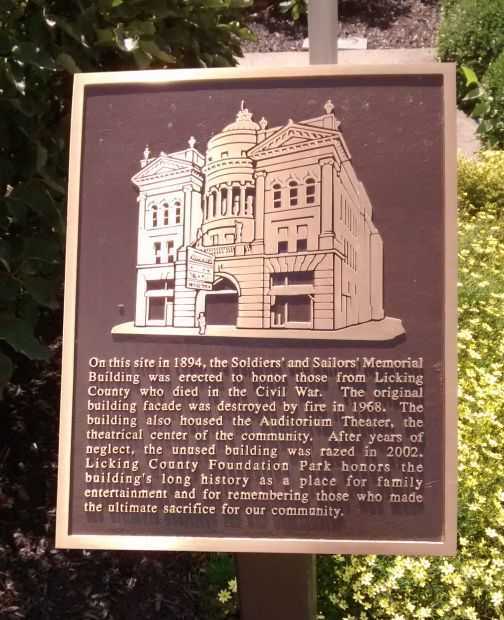 On this site in 1894, the Soldiers' and Sailors' Memorial
Building was erected to honor those from Licking
County who died in the Civil War. The original
building facade was destroyed by fire in 1968. The
building also housed the Auditorium Theater, the
theatrical center of the community. After years of
neglect, the unused building was razed in 2002.
Licking County Foundation Park honors the
building's long history as a place for family
entertainment and for remembering those who made
the ultimate sacrifice for our community.